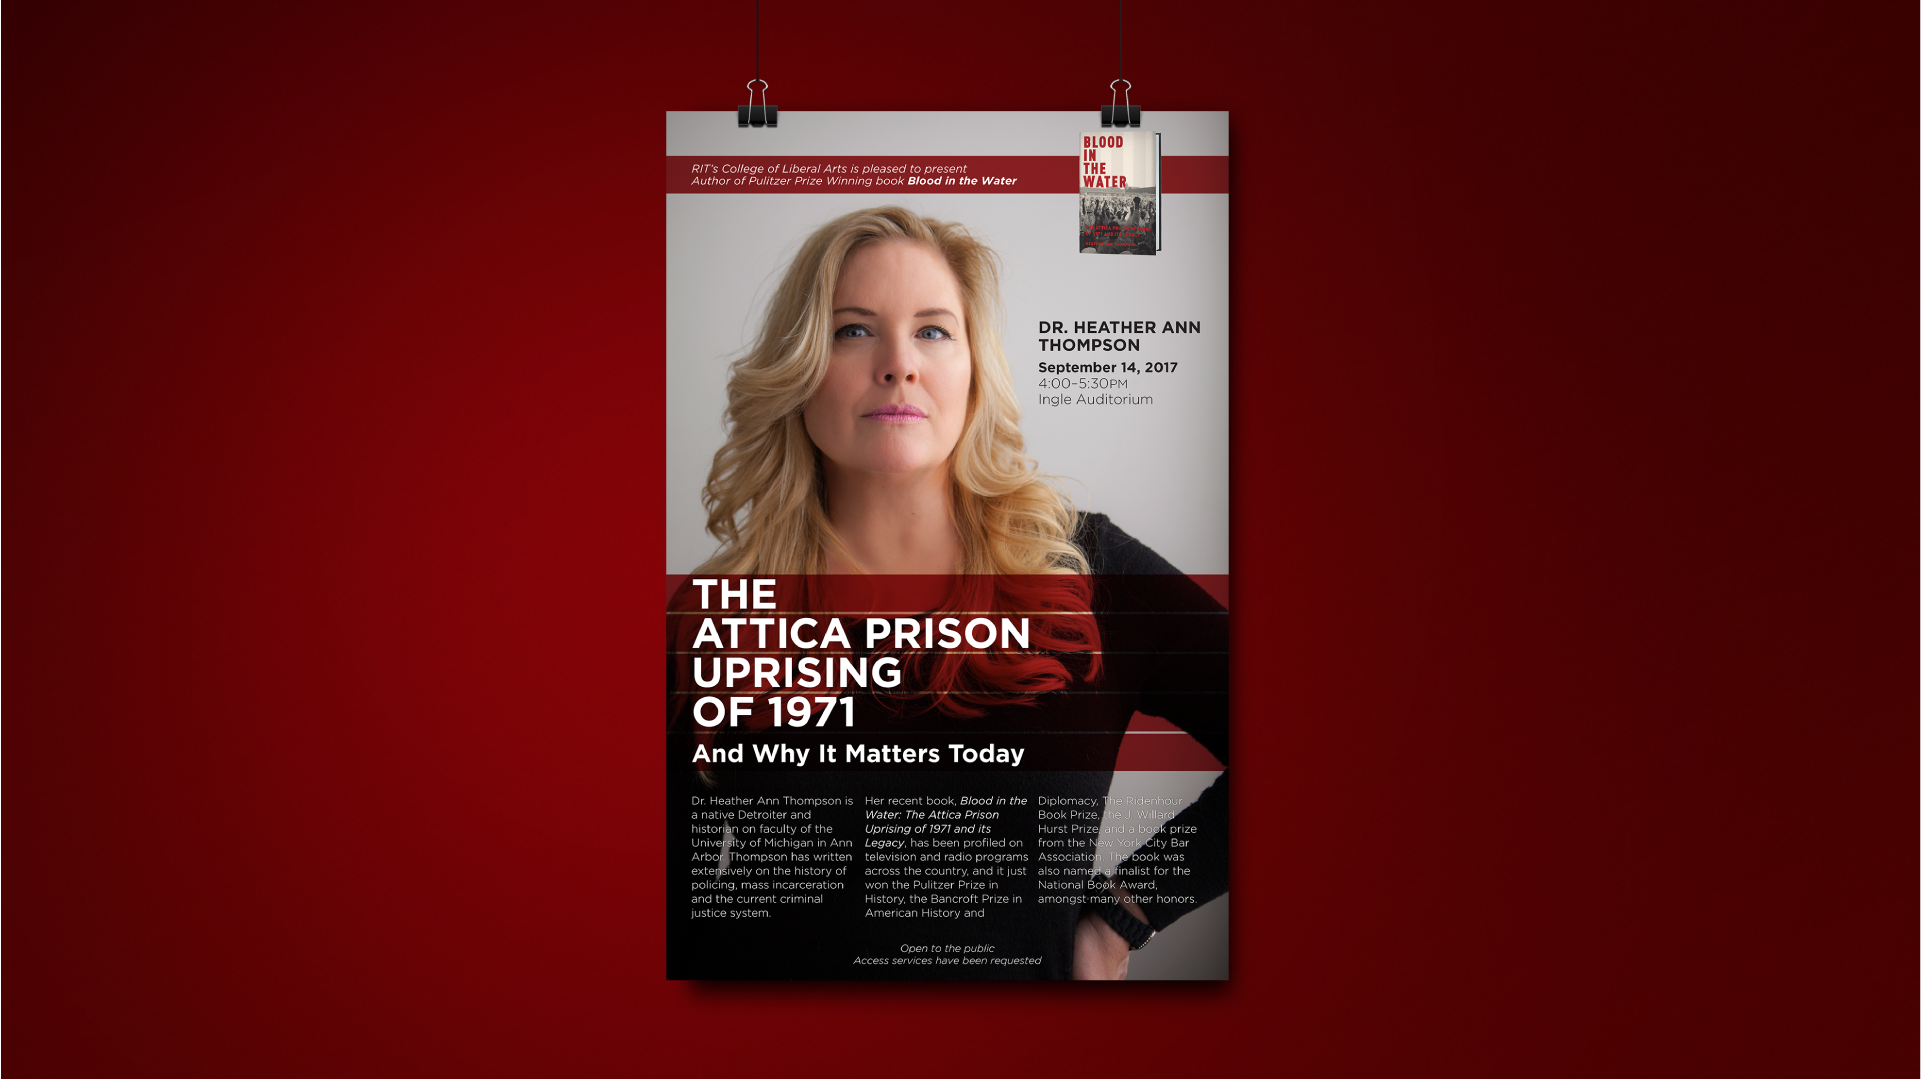 RIT's College of Liberal Arts is pleased to present
Author of Pulitzer Prize Winning book Blood in the Water
BLOOD
IN
THE
WATER
DR. HEATHER ANN
THOMPSON
September 14, 2017
4:00–5:30PM
Ingle Auditorium
THE
ATTICA PRISON
UPRISING
OF 1971
And Why It Matters Today
Dr. Heather Ann Thompson is
a native Detroiter and
historian on faculty of the
University of Michigan in Ann
Arbor. Thompson has written
extensively on the history of
policing, mass incarceration
and the current criminal
justice system.
Her recent book, Blood in the
Water: The Attica Prison
Uprising of 1971 and its
Legacy, has been profiled on
television and radio programs
across the country, and it just
won the Pulitzer Prize in
History, the Bancroft Prize in
American History and
Diplomacy, The Ridenhour
Book Prize, the J. Willard
Hurst Prize, and a book prize
from the New York City Bar
Association. The book was
also named a finalist for the
National Book Award,
amongst many other honors.
Open to the public
Access services have been requested